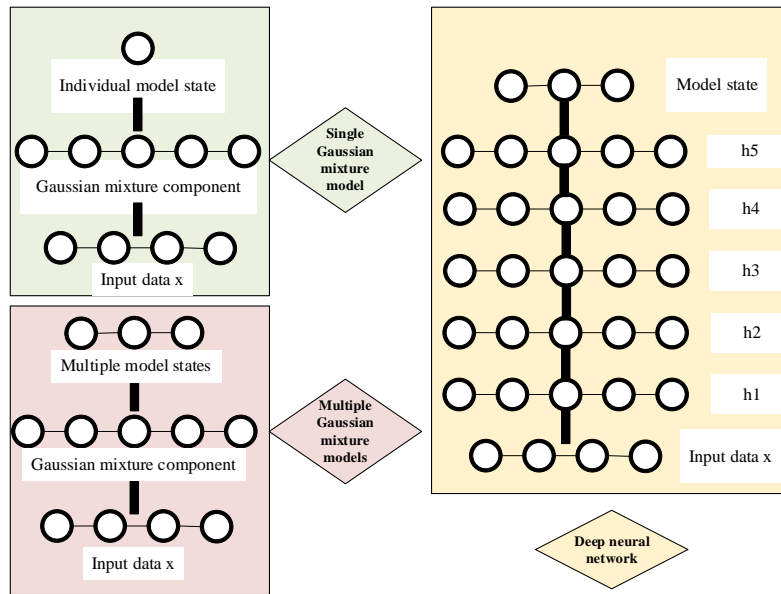 Individual model state
Gaussian mixture component
Input data x
Single
Gaussian
mixture
model
Multiple model states
Gaussian mixture component
Input data x
Multiple
Gaussian
mixture
models
Model state
h5
h4
h3
h2
h1
Input data x
Deep neural
network